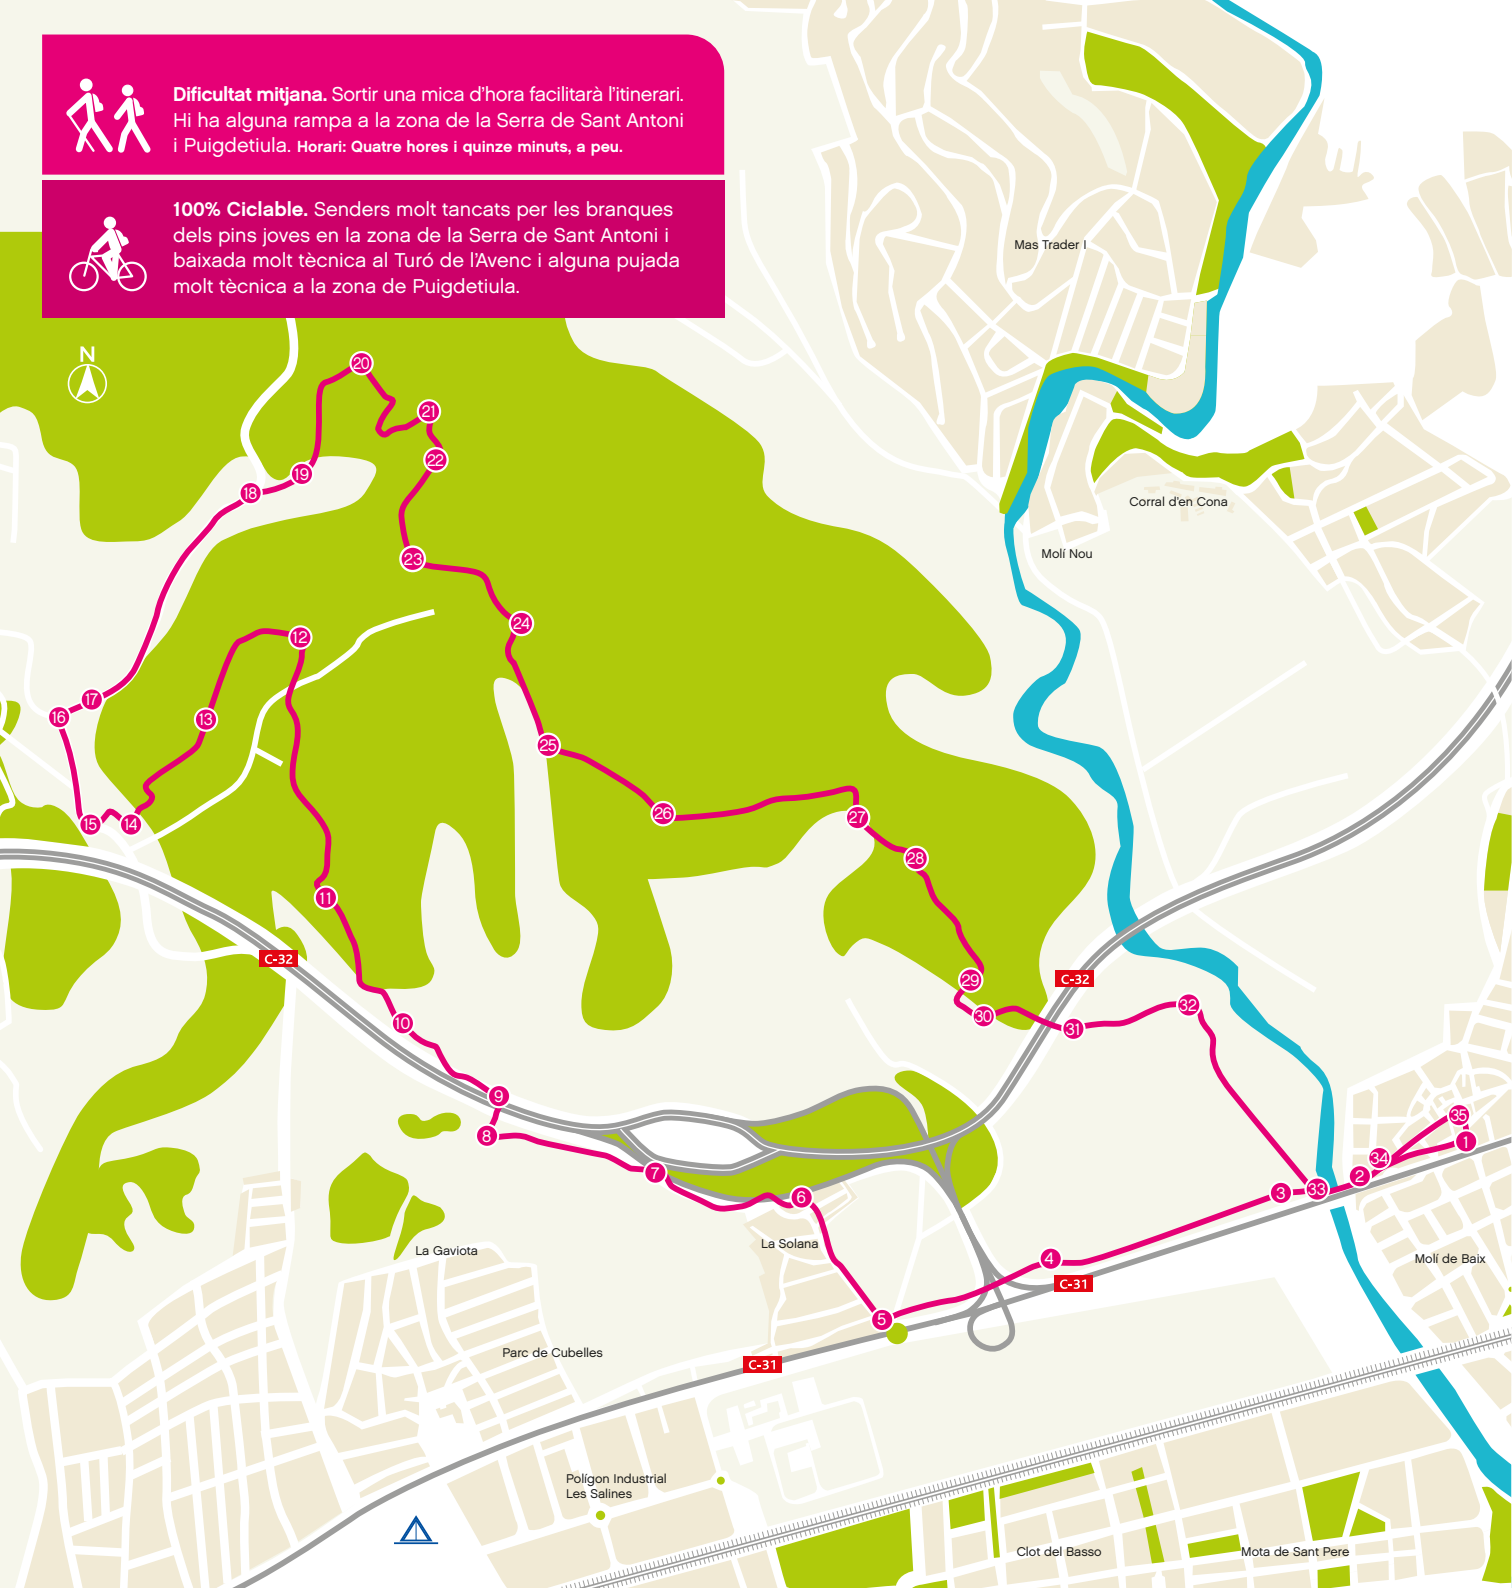 Dificultat mitjana. Sortir una mica d'hora facilitarà l'itinerari.
Hi ha alguna rampa a la zona de la Serra de Sant Antoni
i Puigdetiula. Horari: Quatre hores i quinze minuts, a peu.
100% Ciclable. Senders molt tancats per les branques
dels pins joves en la zona de la Serra de Sant Antoni i
baixada molt tècnica al Turó de l'Avenc i alguna pujada
molt tècnica a la zona de Puigdetiula.
Mas Trader I
N
20
21
22
19
18
Corral d'en Cona
Molí Nou
23
24
12
17
16
13
25
26
27
15
14
28
11
C-32
29
C-32
32
30
10
31
9
35
8
1
34
7
2
33
3
6
La Solana
La Gaviota
4
Molí de Baix
C-31
5
Parc de Cubelles
C-31
Polígon Industrial
Les Salines
Clot del Basso
Mota de Sant Pere